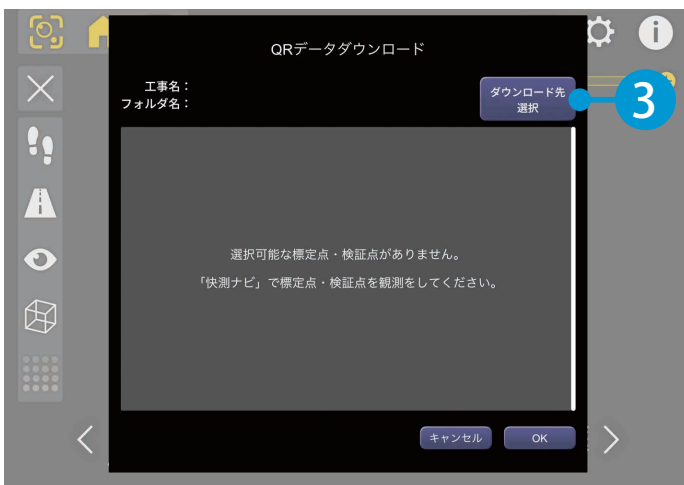 QRデータダウンロード
工事名：
フォルダ名：
ダウンロード先
選択
3
選択可能な標定点・検証点がありません。
「快測ナビ」で標定点・検証点を観測をしてください。
キャンセル
OK